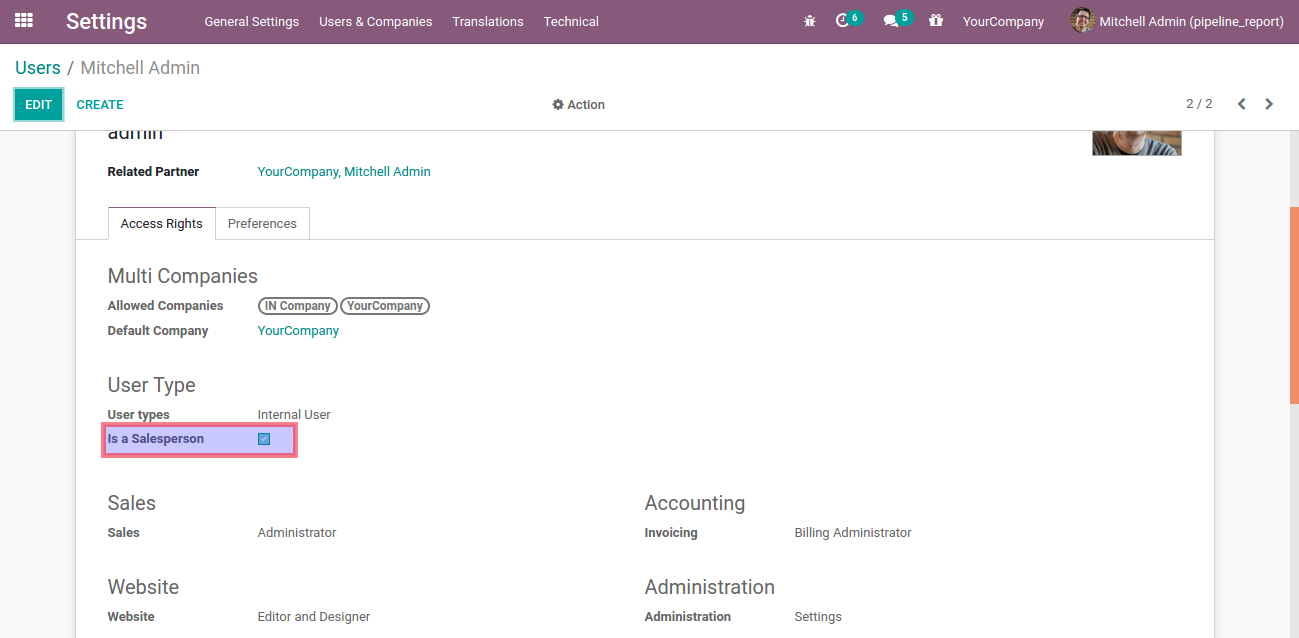 Settings General Settings Users & Companies Translations Technical 6 5 YourCompany Mitchell Admin (pipeline_report)
Users / Mitchell Admin
EDIT CREATE Action 2 / 2
admin
Related Partner YourCompany, Mitchell Admin
Access Rights Preferences
Multi Companies
Allowed Companies IN Company YourCompany
Default Company YourCompany
User Type
User types Internal User
Is a Salesperson
Sales Accounting
Sales Administrator Invoicing Billing Administrator
Website Administration
Website Editor and Designer Administration Settings